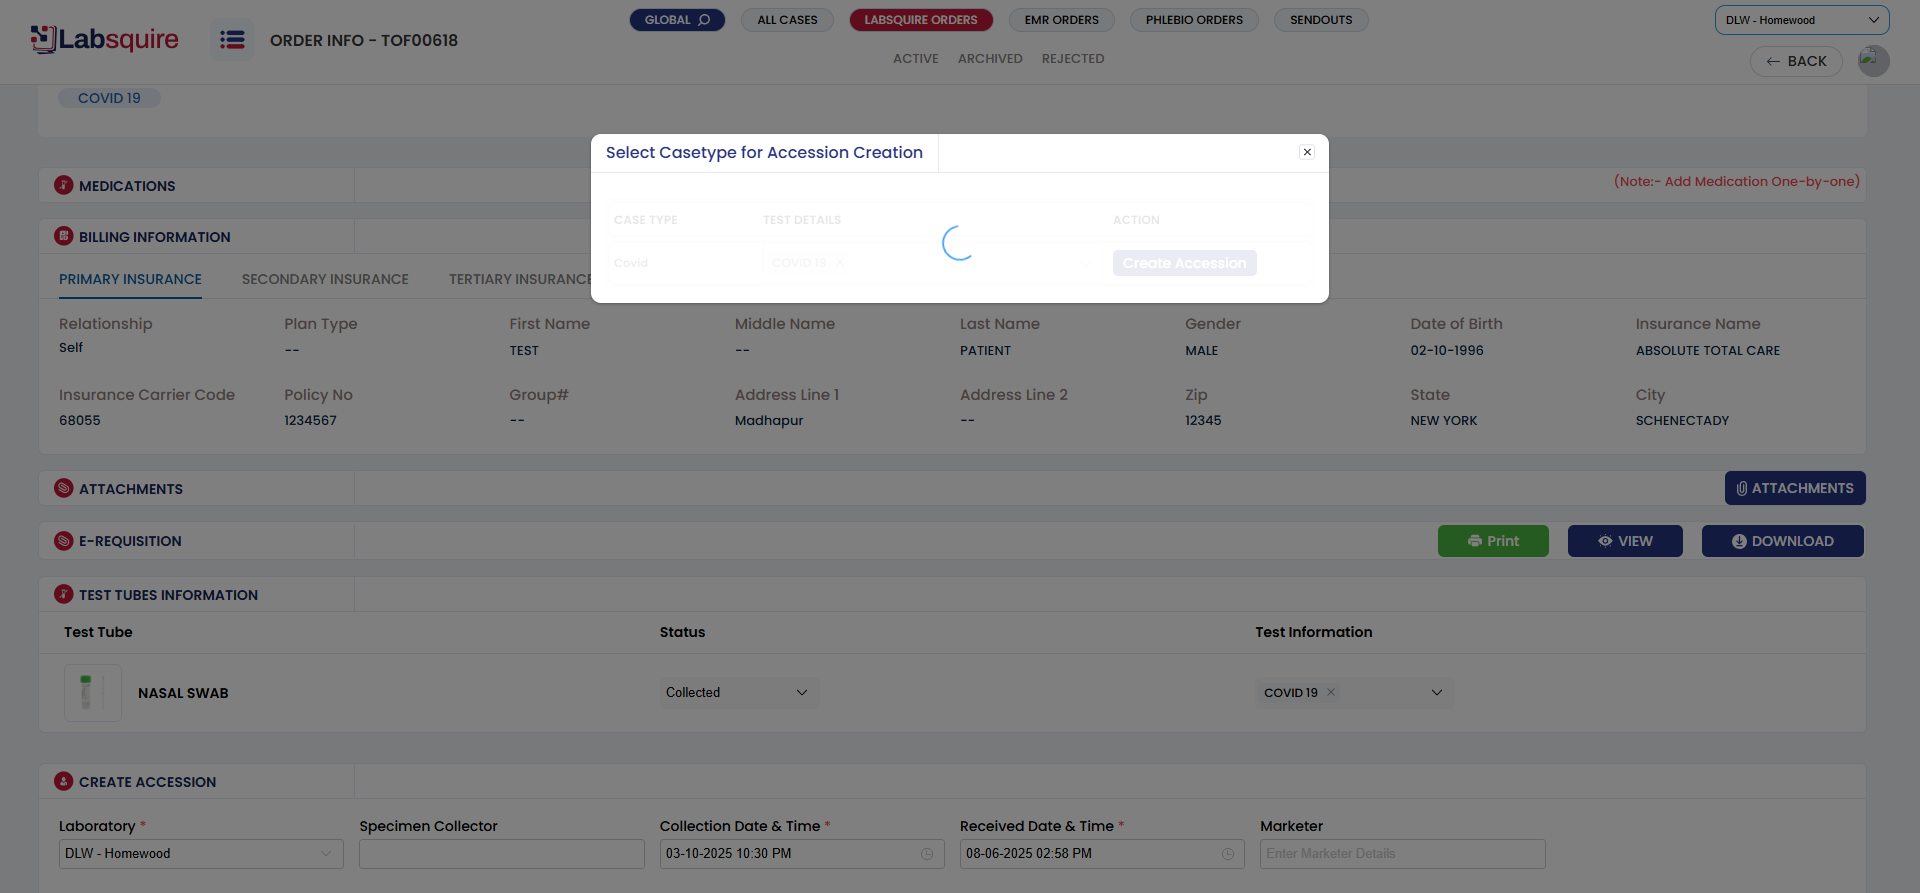 Labsquire
ORDER INFO - TOF00618
GLOBAL
ALL CASES
LABSQUIRE ORDERS
EMR ORDERS
PHLEBIO ORDERS
SENDOUTS
DLW - Homewood
ACTIVE
ARCHIVED
REJECTED
BACK
COVID 19
Select Casetype for Accession Creation
CASE TYPE
TEST DETAILS
ACTION
Covid
COVID 19
Create Accession
MEDICATIONS
(Note:- Add Medication One-by-one)
BILLING INFORMATION
PRIMARY INSURANCE
SECONDARY INSURANCE
TERTIARY INSURANCE
Relationship
Plan Type
First Name
Middle Name
Last Name
Gender
Date of Birth
Insurance Name
Self
--
TEST
--
PATIENT
MALE
02-10-1996
ABSOLUTE TOTAL CARE
Insurance Carrier Code
Policy No
Group#
Address Line 1
Address Line 2
Zip
State
City
68055
1234567
--
Madhapur
--
12345
NEW YORK
SCHENECTADY
ATTACHMENTS
ATTACHMENTS
E-REQUISITION
Print
VIEW
DOWNLOAD
TEST TUBES INFORMATION
Test Tube
Status
Test Information
NASAL SWAB
Collected
COVID 19
CREATE ACCESSION
Laboratory *
Specimen Collector
Collection Date & Time *
Received Date & Time *
Marketer
DLW - Homewood
03-10-2025 10:30 PM
08-06-2025 02:58 PM
Enter Marketer Details